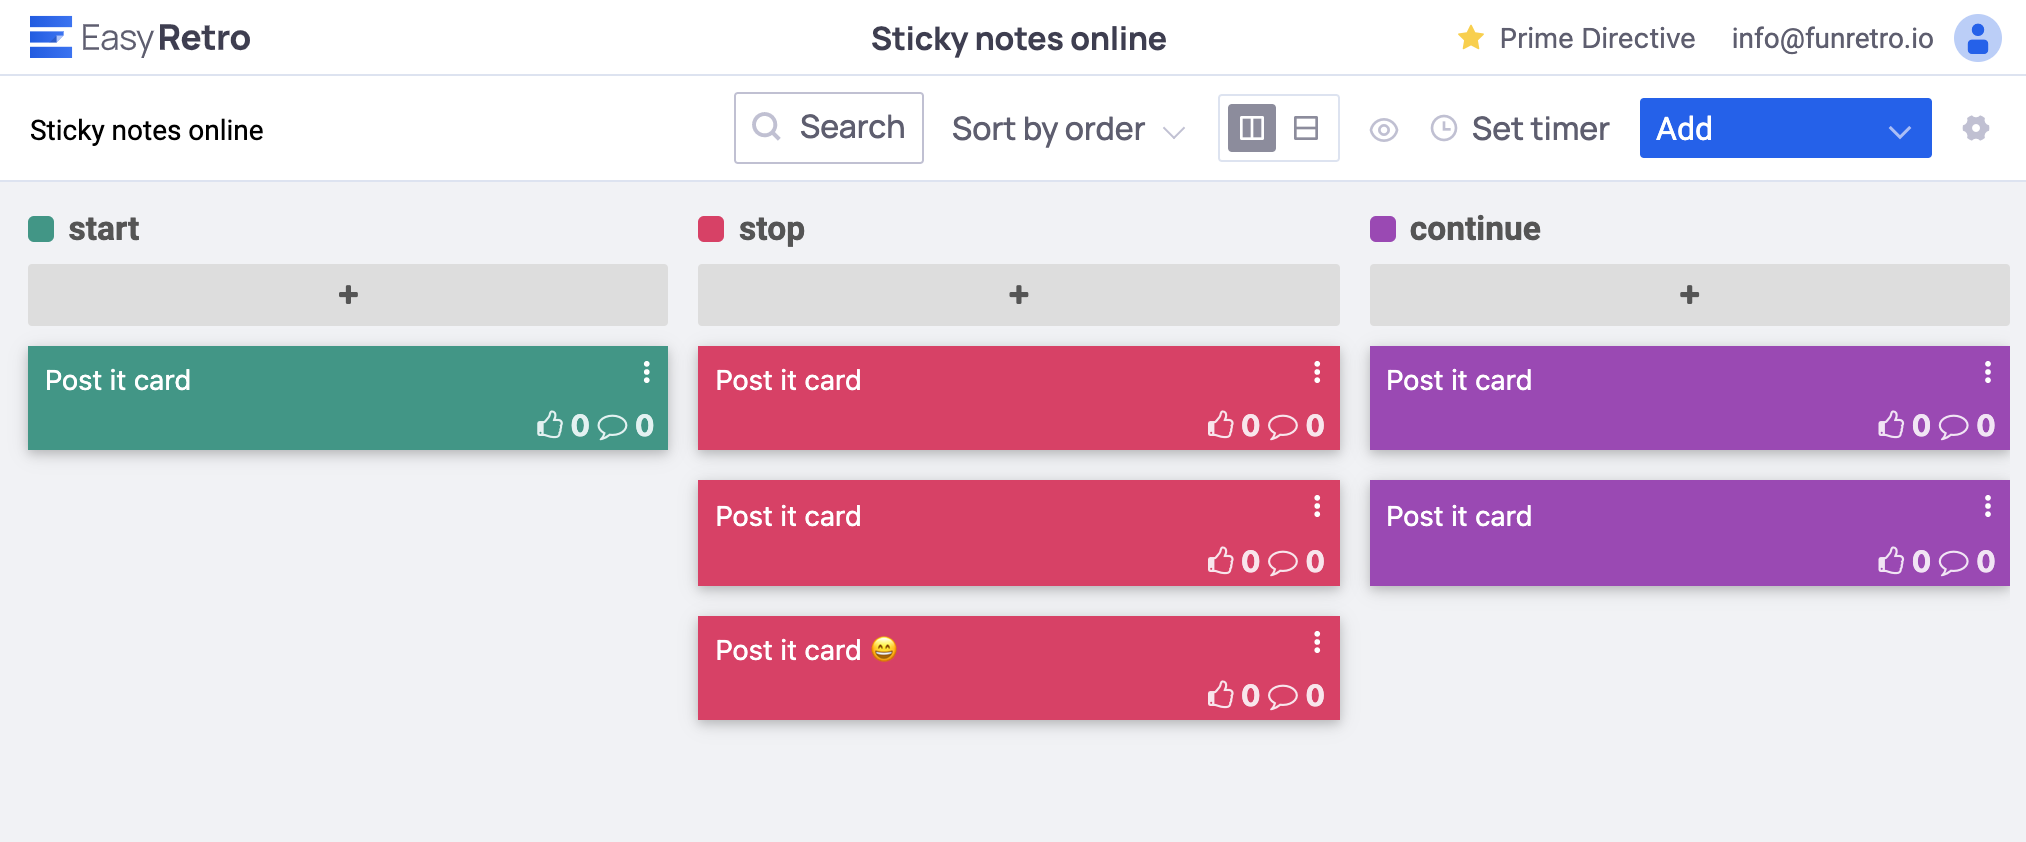 EasyRetro
Sticky notes online
Prime Directive
info@funretro.io
Sticky notes online
Search
Sort by order
Set timer
Add
start
stop
continue
+
+
+
Post it card
0 0
Post it card
0 0
Post it card
0 0
Post it card
0 0
Post it card
0 0
Post it card 😄
0 0